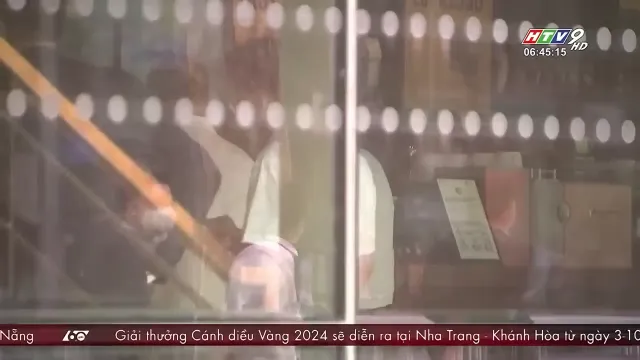 HTV9 HD
06:45:15
Nẵng 60 Giải thưởng Cánh diều Vàng 2024 sẽ diễn ra tại Nha Trang - Khánh Hòa từ ngày 3-10